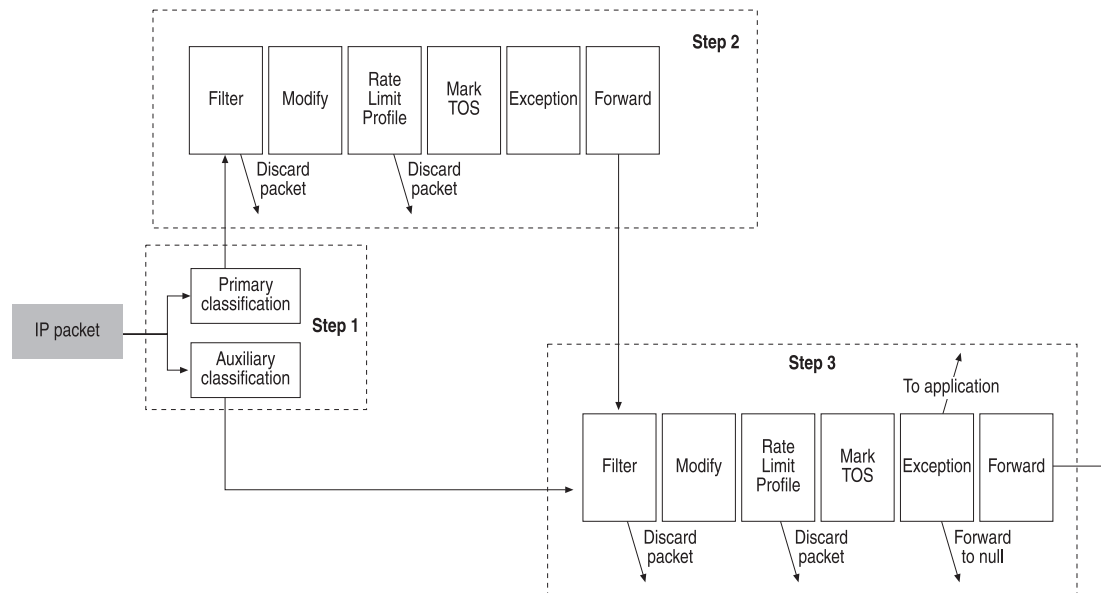 Step 2
Filter
Modify
Rate
Limit
Profile
Mark
TOS
Exception
Forward
Discard
packet
Discard
packet
IP packet
Primary
classification
Step 1
Auxiliary
classification
Step 3
To application
Filter
Modify
Rate
Limit
Profile
Mark
TOS
Exception
Forward
Discard
packet
Discard
packet
Forward
to null